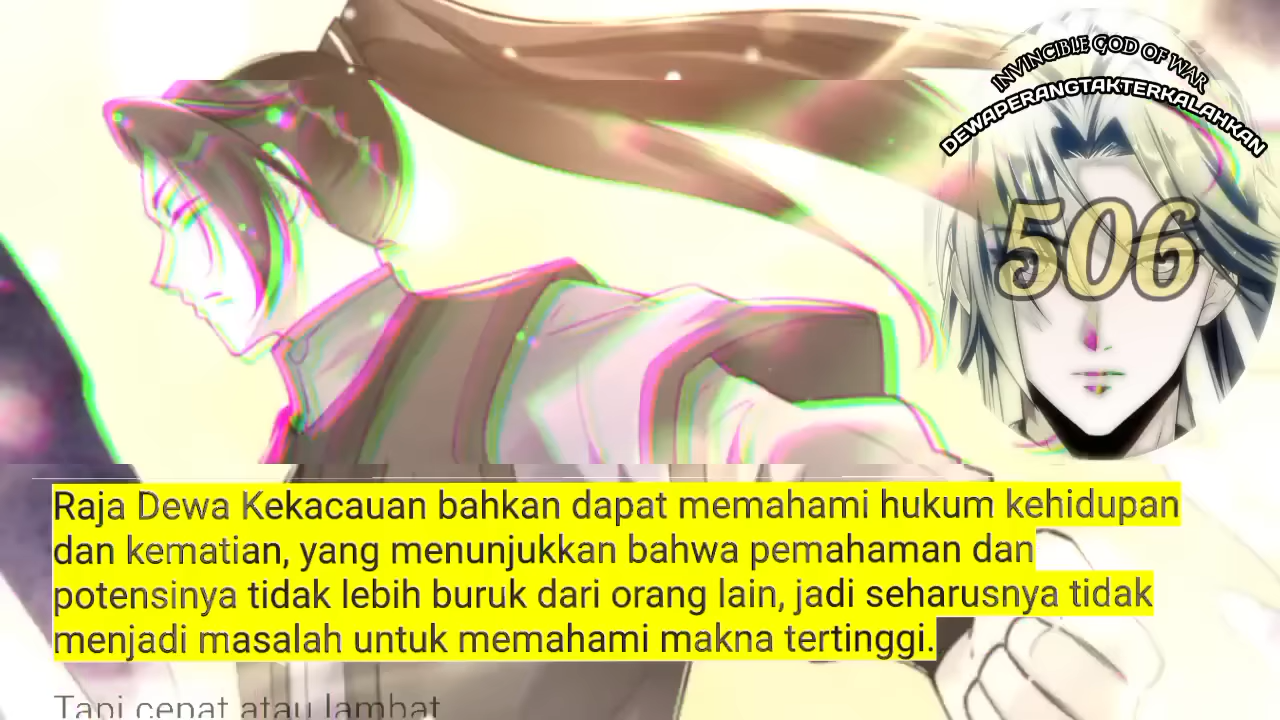 INVINCIBLE GOD OF WAR
DEWAPERANGTAKTERKALAHKAN
506
Raja Dewa Kekacauan bahkan dapat memahami hukum kehidupan
dan kematian, yang menunjukkan bahwa pemahaman dan
potensinya tidak lebih buruk dari orang lain, jadi seharusnya tidak
menjadi masalah untuk memahami makna tertinggi.
Tapi cepat atau lambat